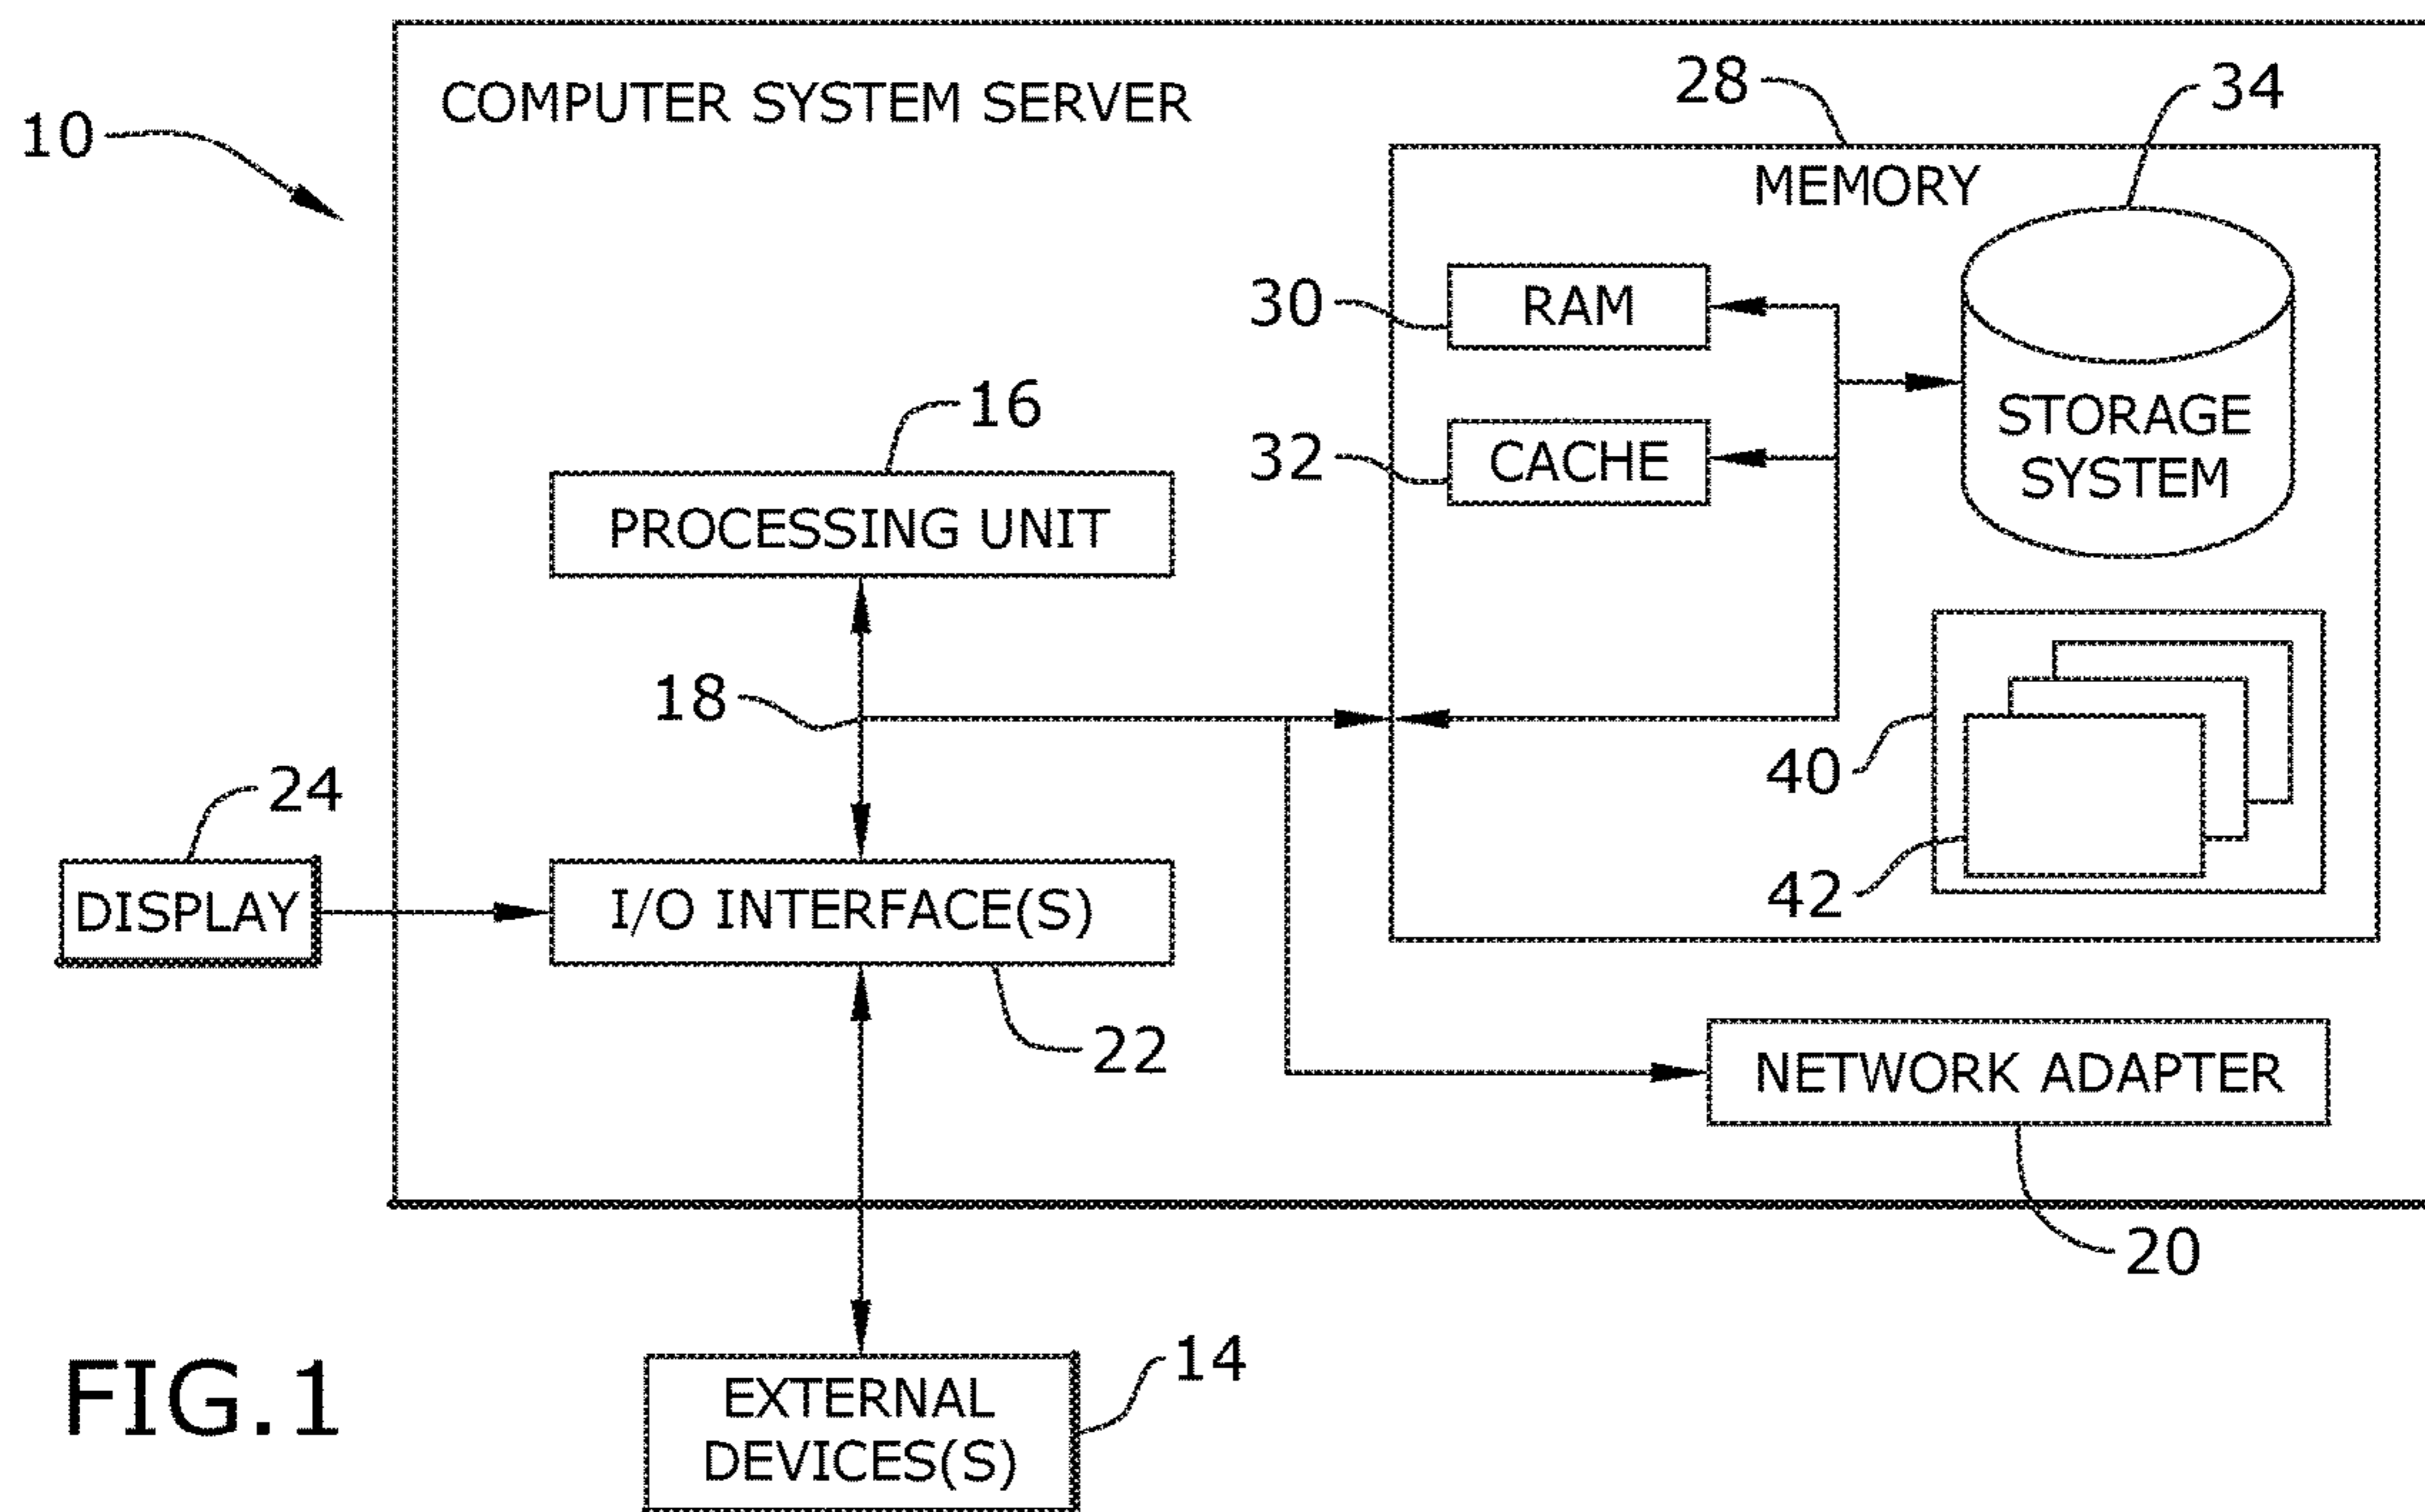 COMPUTER SYSTEM SERVER
10
28
34
MEMORY
30
RAM
16
32
CACHE
STORAGE
SYSTEM
PROCESSING UNIT
18
24
40
DISPLAY
I/O INTERFACE(S)
42
22
NETWORK ADAPTER
20
14
FIG.1
EXTERNAL
DEVICES(S)